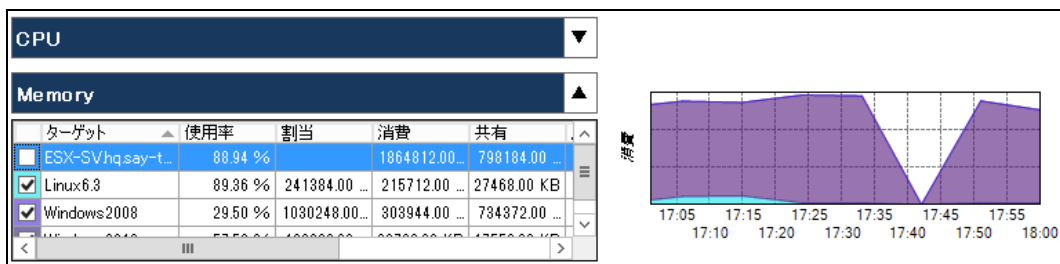 CPU ▼
Memory ▲
ターゲット 使用率 割当 消費 共有
ESX-SVhq.say-t... 88.94 % 1864812.00... 798184.00 ...
Linux6.3 89.36 % 241384.00 ... 215712.00 ... 27468.00 KB
Windows2008 29.50 % 1030248.00... 303944.00 ... 734372.00 ...
消費
17:05 17:15 17:25 17:35 17:45 17:55
17:10 17:20 17:30 17:40 17:50 18:00